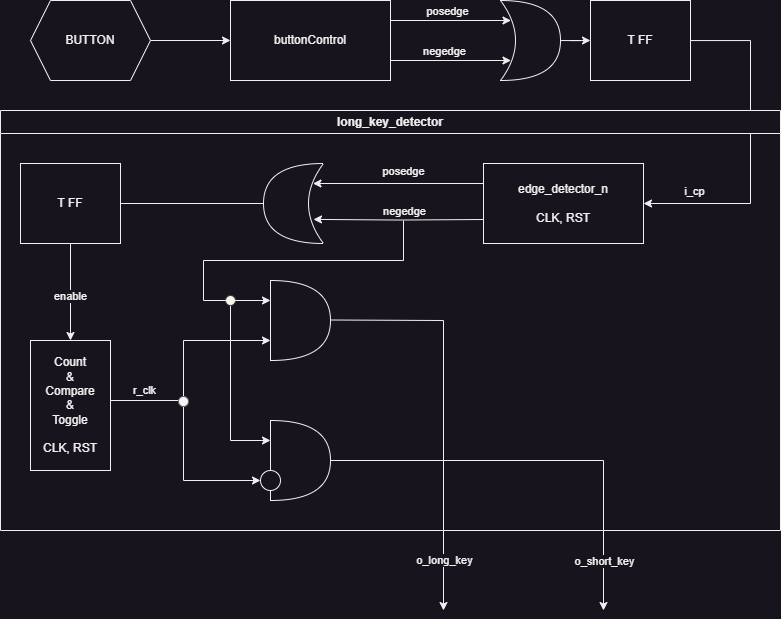 BUTTON
buttonControl
posedge
negedge
T FF
long_key_detector
T FF
posedge
negedge
edge_detector_n
CLK, RST
i_cp
enable
Count
&
Compare
&
Toggle
CLK, RST
r_clk
o_long_key
o_short_key